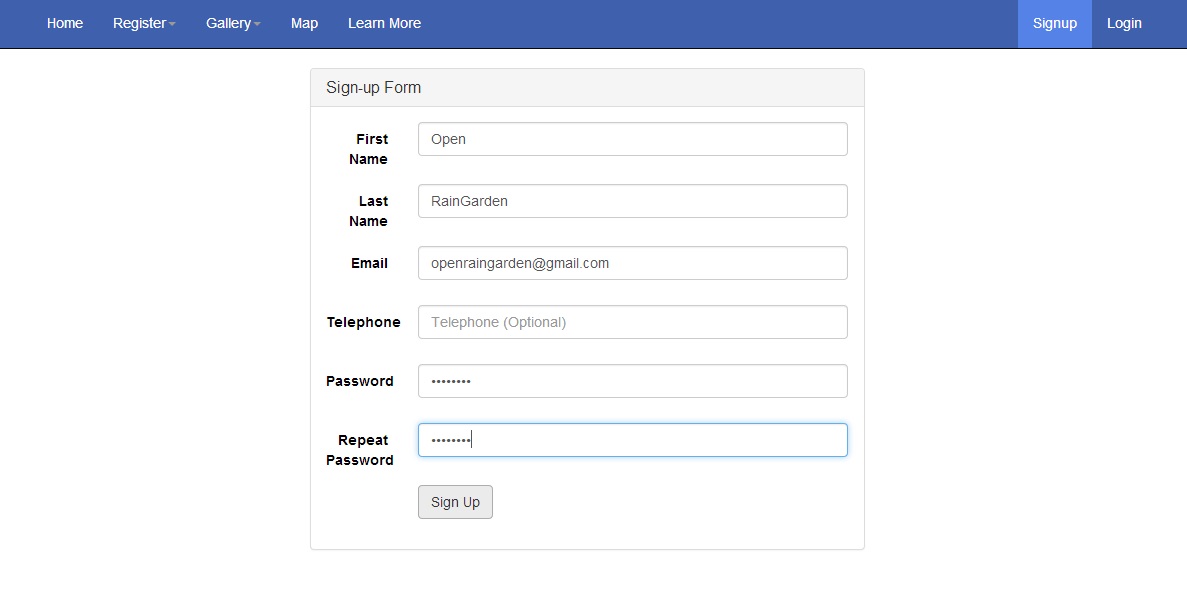 Home Register Gallery Map Learn More Signup Login
Sign-up Form
First
Name
Open
Last
Name
RainGarden
Email
openraingarden@gmail.com
Telephone
Telephone (Optional)
Password
••••••••
Repeat
Password
••••••••
Sign Up